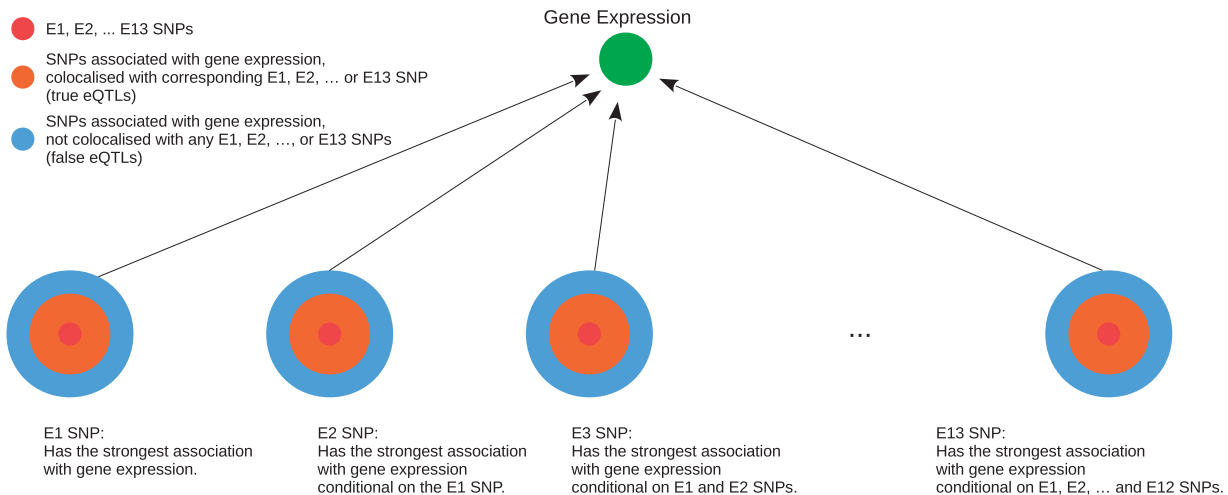 Gene Expression
E1, E2, ... E13 SNPs
SNPs associated with gene expression,
colocalised with corresponding E1, E2, … or E13 SNP
(true eQTLs)
SNPs associated with gene expression,
not colocalised with any E1, E2, …, or E13 SNPs
(false eQTLs)
...
E1 SNP:
Has the strongest association
with gene expression.
E2 SNP:
Has the strongest association
with gene expression
conditional on the E1 SNP.
E3 SNP:
Has the strongest association
with gene expression
conditional on E1 and E2 SNPs.
E13 SNP:
Has the strongest association
with gene expression
conditional on E1, E2, … and E12 SNPs.